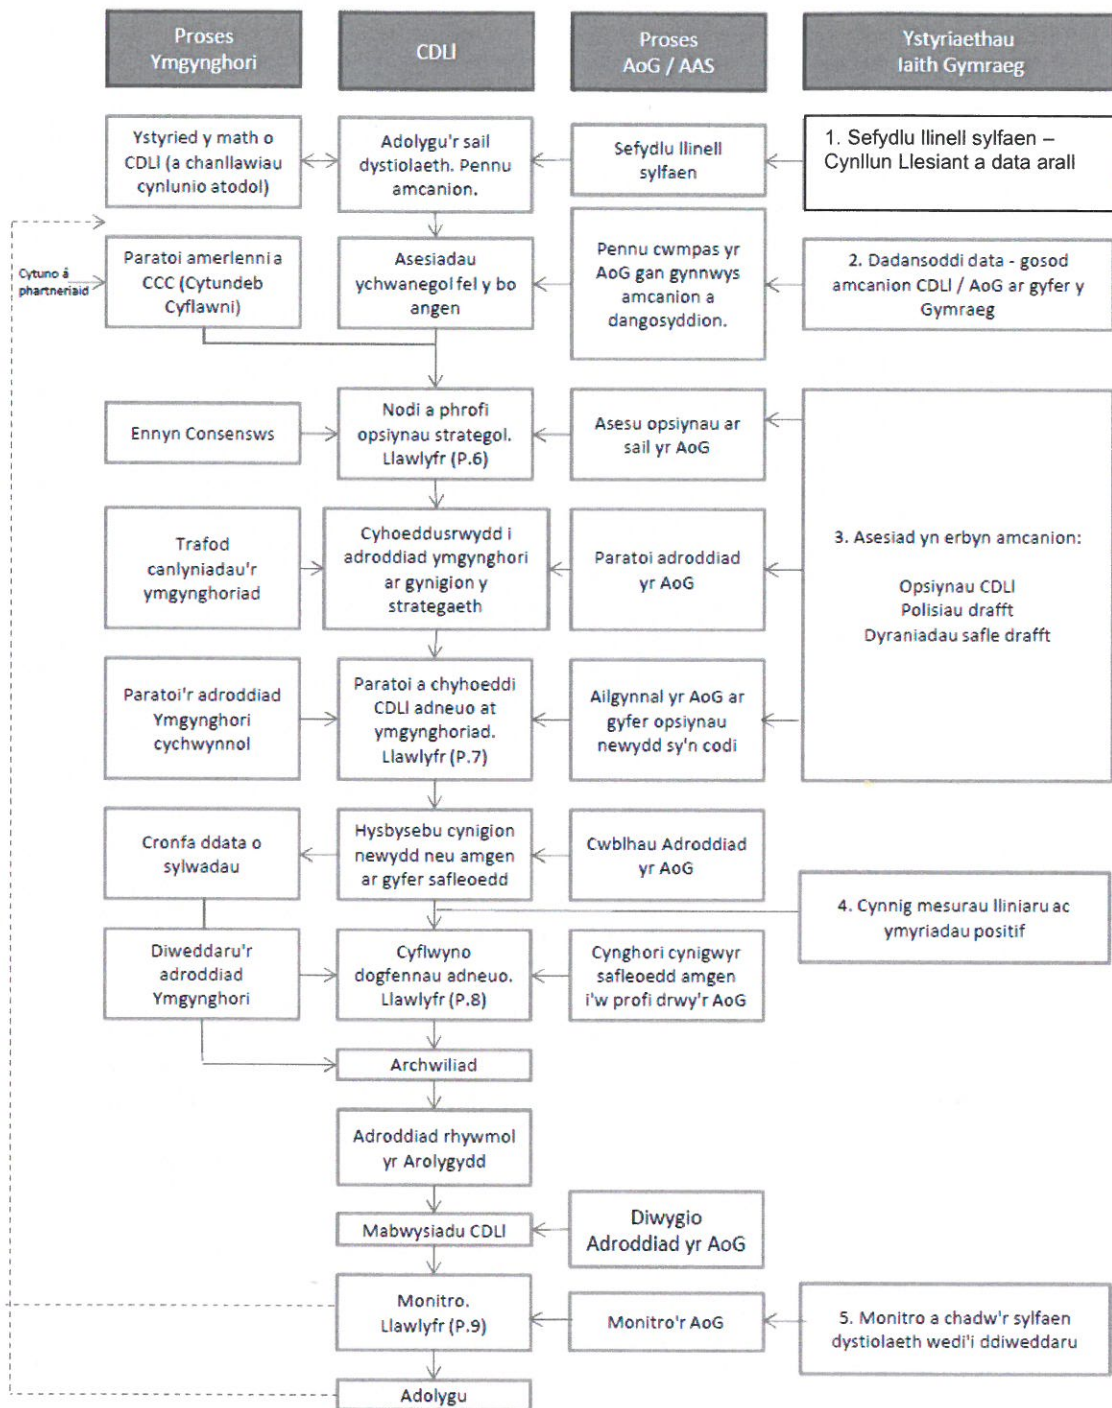 Proses
Ymgynghori
CDLl
Proses
AoG / AAS
Ystyriaethau
Iaith Gymraeg
Ystyried y math o
CDLl (a chanllawiau
cynlunio atodol)
Adolygu'r sail
dystiolaeth. Pennu
amcanion.
Sefydlu llinell
sylfaen
1. Sefydlu llinell sylfaen –
Cynllun Llesiant a data arall
Cytuno â
phartneriaid
Paratoi amerlenni a
CCC (Cytundeb
Cyflawni)
Asesiadau
ychwanegol fel y bo
angen
Pennu cwmpas yr
AoG gan gynnwys
amcanion a
dangosyddion.
2. Dadansoddi data - gosod
amcanion CDLl / AoG ar gyfer y
Gymraeg
Ennyn Consensws
Nodi a phrofi
opsiynau strategol.
Llawlyfr (P.6)
Asesu opsiynau ar
sail yr AoG
3. Asesiad yn erbyn amcanion:
Opsiynau CDLl
Polisiau drafft
Dyraniadau safle drafft
Trafod
canlyniadau'r
ymgynghoriad
Cyhoeddusrwydd i
adroddiad ymgynghori
ar gynigion y
strategaeth
Paratoi adroddiad
yr AoG
Paratoi'r adroddiad
Ymgynghori
cychwynnol
Paratoi a chyhoeddi
CDLl adneuo at
ymgynghoriad.
Llawlyfr (P.7)
Ailgynnal yr AoG ar
gyfer opsiynau
newydd sy'n codi
Cronfa ddata o
sylwadau
Hysbysebu cynigion
newydd neu amgen
ar gyfer safleoedd
Cwblhau Adroddiad
yr AoG
4. Cynnig mesurau lliniaru ac
ymyriadau positif
Diweddaru'r
adroddiad
Ymgynghori
Cyflwyno
dogfennau adneuo.
Llawlyfr (P.8)
Cynghori cynigwyr
safleoedd amgen
i'w profi drwy'r AoG
Archwiliad
Adroddiad rhywmol
yr Arolygydd
Mabwysiadu CDLl
Diwygio
Adroddiad yr AoG
Monitro.
Llawlyfr (P.9)
Monitro'r AoG
5. Monitro a chadw'r sylfaen
dystiolaeth wedi'i ddiweddaru
Adolygu